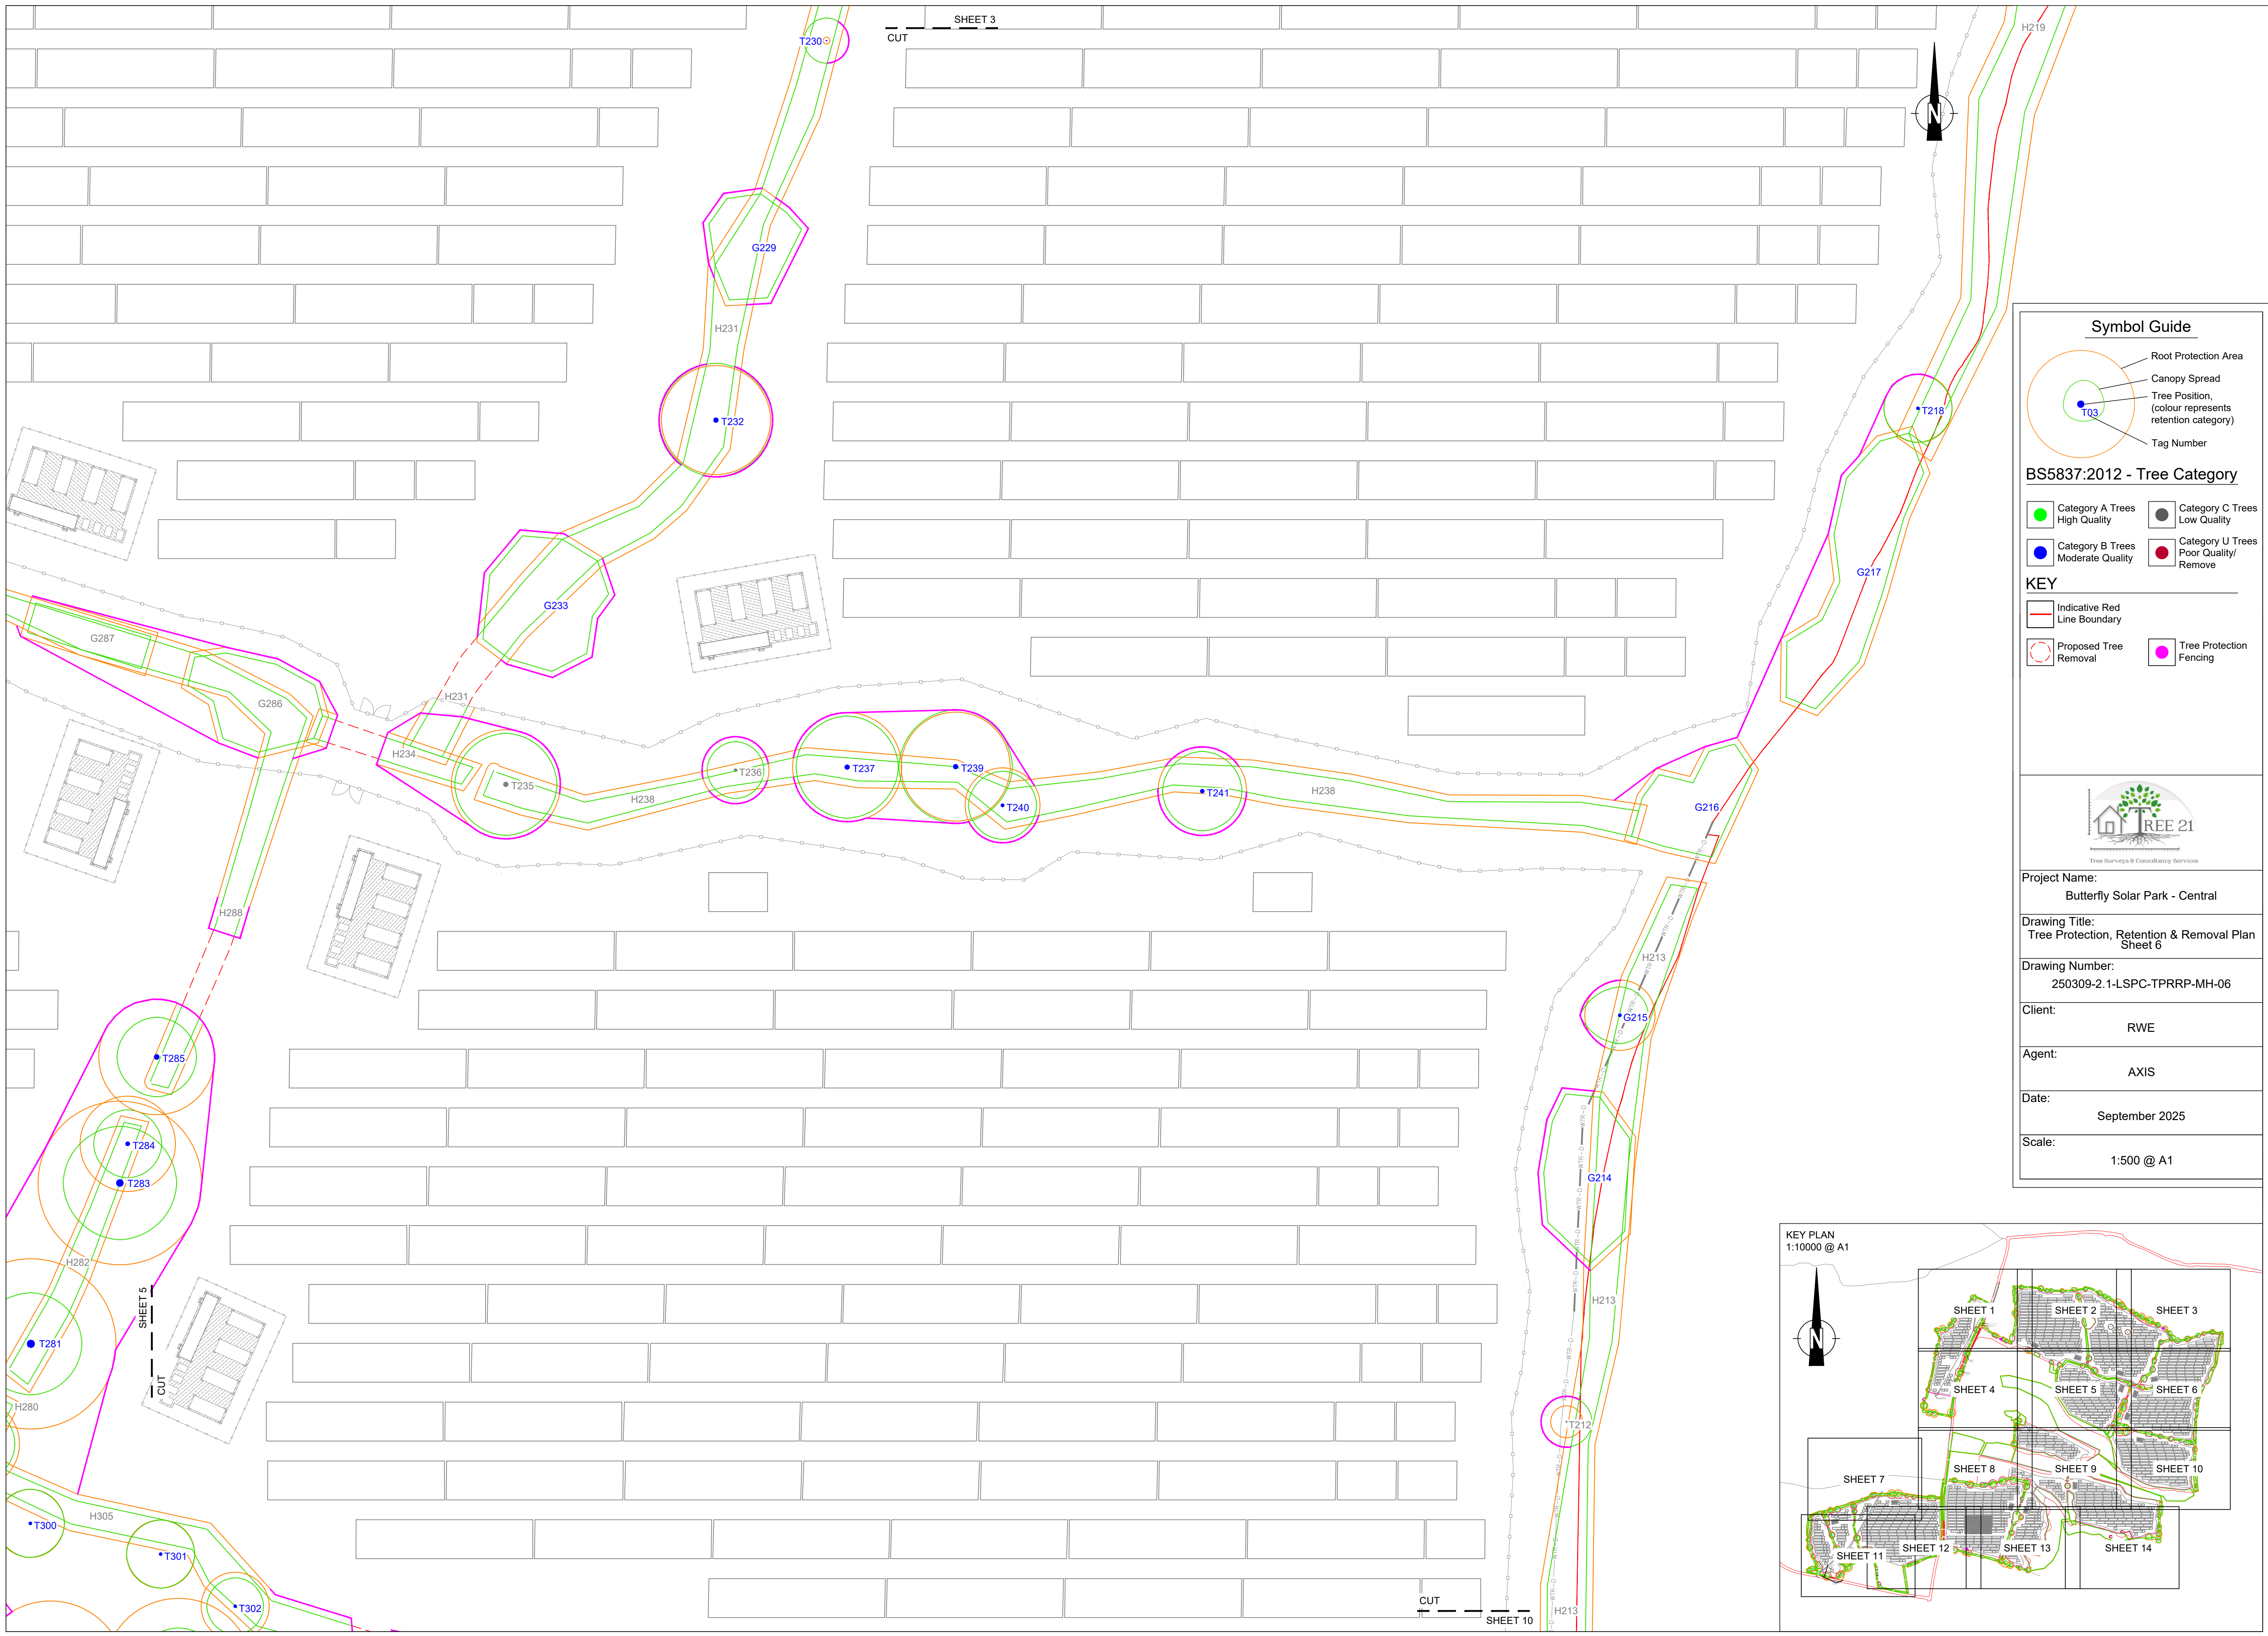 SHEET 3
CUT
T230
H219
N
G229
H231
T232
T218
G233
G217
G287
G286
H231
H234
T235
T236
H238
T237
T239
T240
T241
H238
G216
H288
H213
G215
T285
T284
T283
G214
H282
H213
T281
SHEET 5
CUT
H280
T212
T300
H305
T301
T302
H213
CUT
SHEET 10
WTR-D
Symbol Guide
Root Protection Area
Canopy Spread
Tree Position,
(colour represents
retention category)
T03
Tag Number
BS5837:2012 - Tree Category
Category A Trees
High Quality
Category C Trees
Low Quality
Category B Trees
Moderate Quality
Category U Trees
Poor Quality/
Remove
KEY
Indicative Red
Line Boundary
Proposed Tree
Removal
Tree Protection
Fencing
TREE 21
Tree Surveys & Consultancy Services
Project Name:
Butterfly Solar Park - Central
Drawing Title:
Tree Protection, Retention & Removal Plan
Sheet 6
Drawing Number:
250309-2.1-LSPC-TPRRP-MH-06
Client:
RWE
Agent:
AXIS
Date:
September 2025
Scale:
1:500 @ A1
KEY PLAN
1:10000 @ A1
N
SHEET 1
SHEET 2
SHEET 3
SHEET 4
SHEET 5
SHEET 6
SHEET 7
SHEET 8
SHEET 9
SHEET 10
SHEET 11
SHEET 12
SHEET 13
SHEET 14